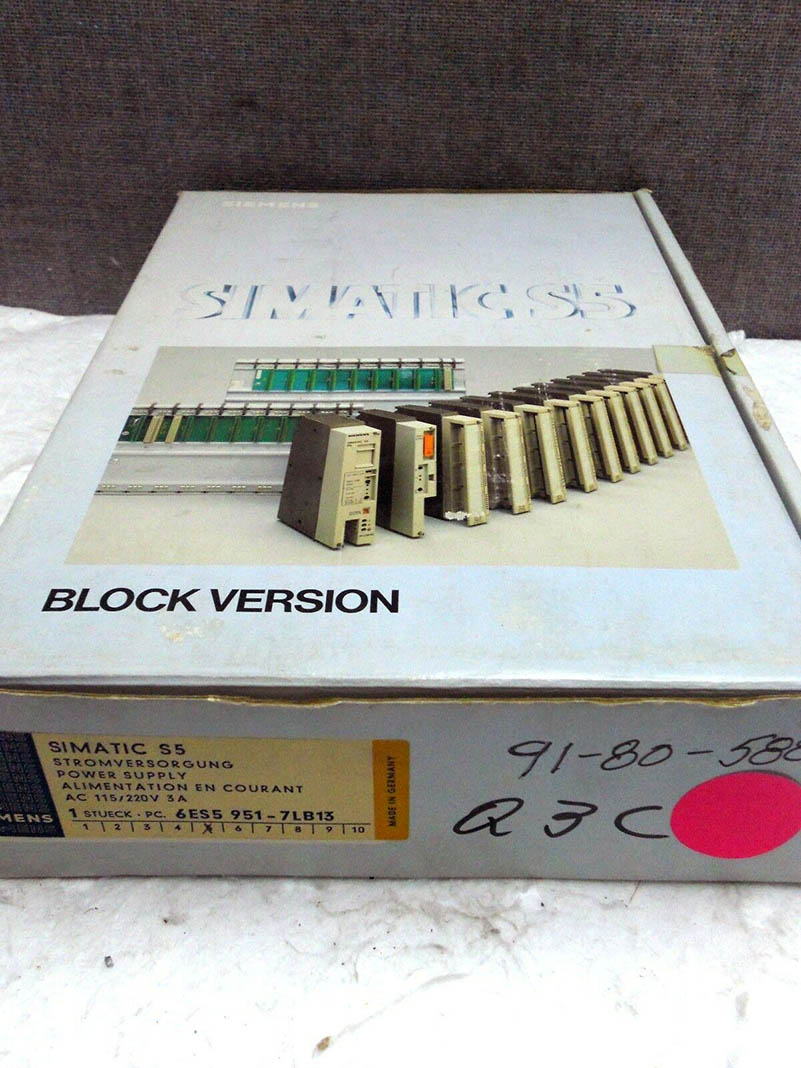 SIEMENS
SIMATIC S5
BLOCK VERSION
SIMATIC S5
STROMVERSORGUNG
POWER SUPPLY
ALIMENTATION EN COURANT
AC 115/220V 3A
1 STUECK · PC. 6ES5 951-7LB13
1 | 2 | 3 | 4 | X | 6 | 7 | 8 | 9 | 10
MADE IN GERMANY
EMENS
91-80-588
Q3C